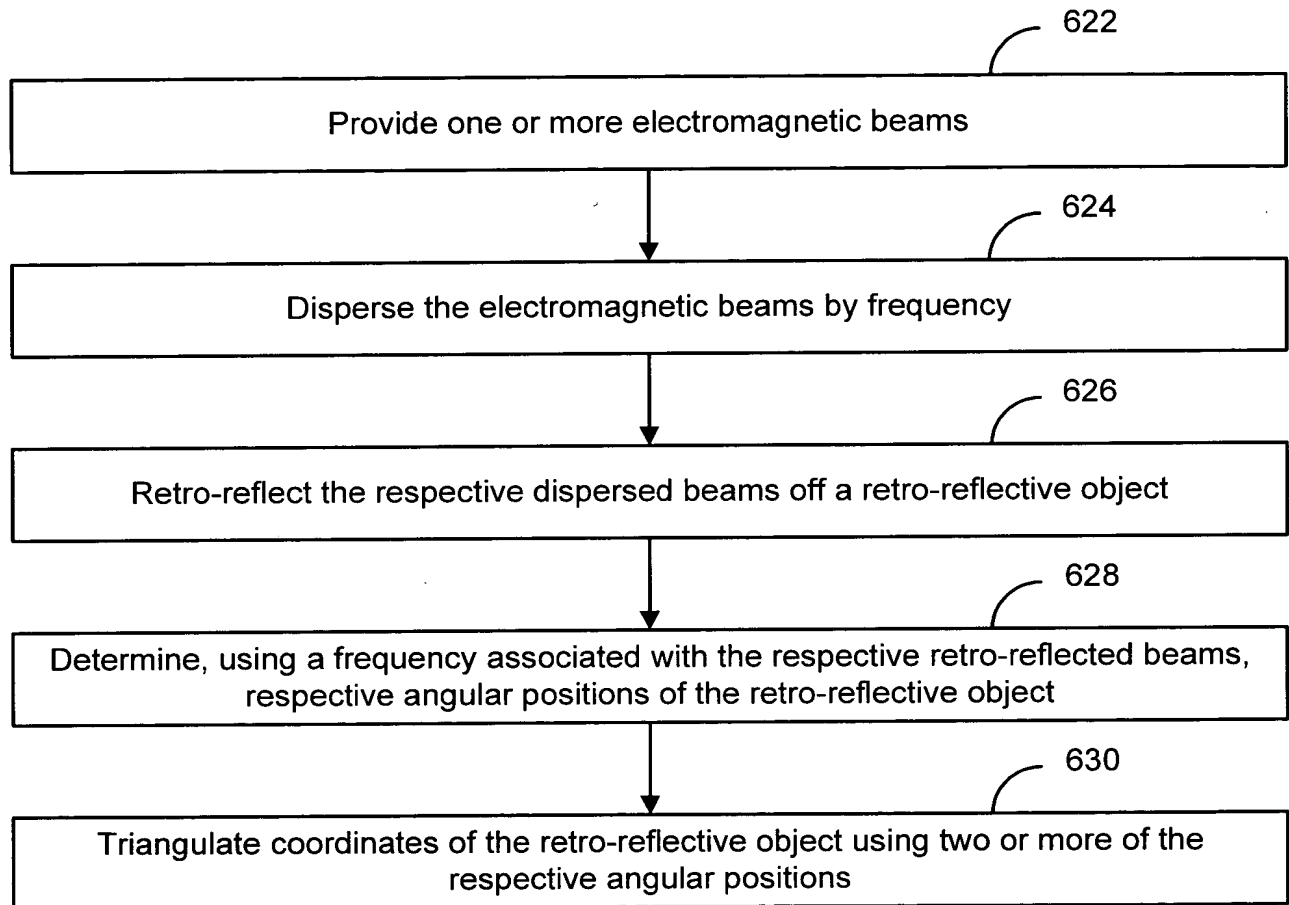 622
Provide one or more electromagnetic beams
624
Disperse the electromagnetic beams by frequency
626
Retro-reflect the respective dispersed beams off a retro-reflective object
628
Determine, using a frequency associated with the respective retro-reflected beams,
respective angular positions of the retro-reflective object
630
Triangulate coordinates of the retro-reflective object using two or more of the
respective angular positions